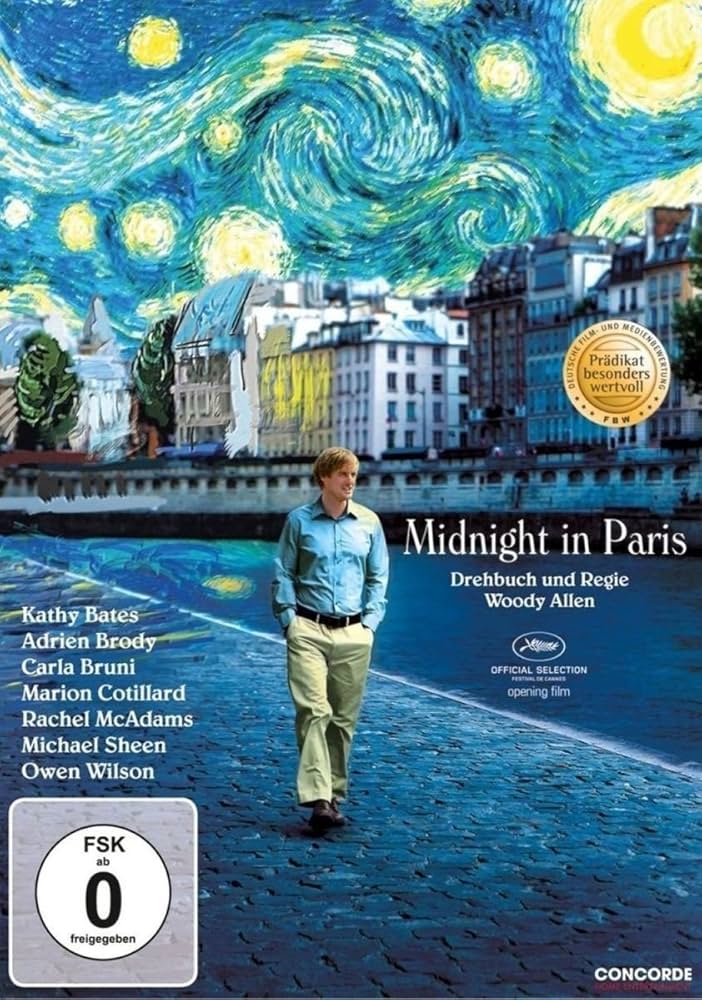 DEUTSCHE FILM- UND MEDIENBEWERTUNG
Prädikat
besonders
wertvoll
FBW
Midnight in Paris
Drehbuch und Regie
Woody Allen
OFFICIAL SELECTION
FESTIVAL DE CANNES
opening film
Kathy Bates
Adrien Brody
Carla Bruni
Marion Cotillard
Rachel McAdams
Michael Sheen
Owen Wilson
FSK
ab
0
freigegeben
CONCORDE
HOME ENTERTAINMENT